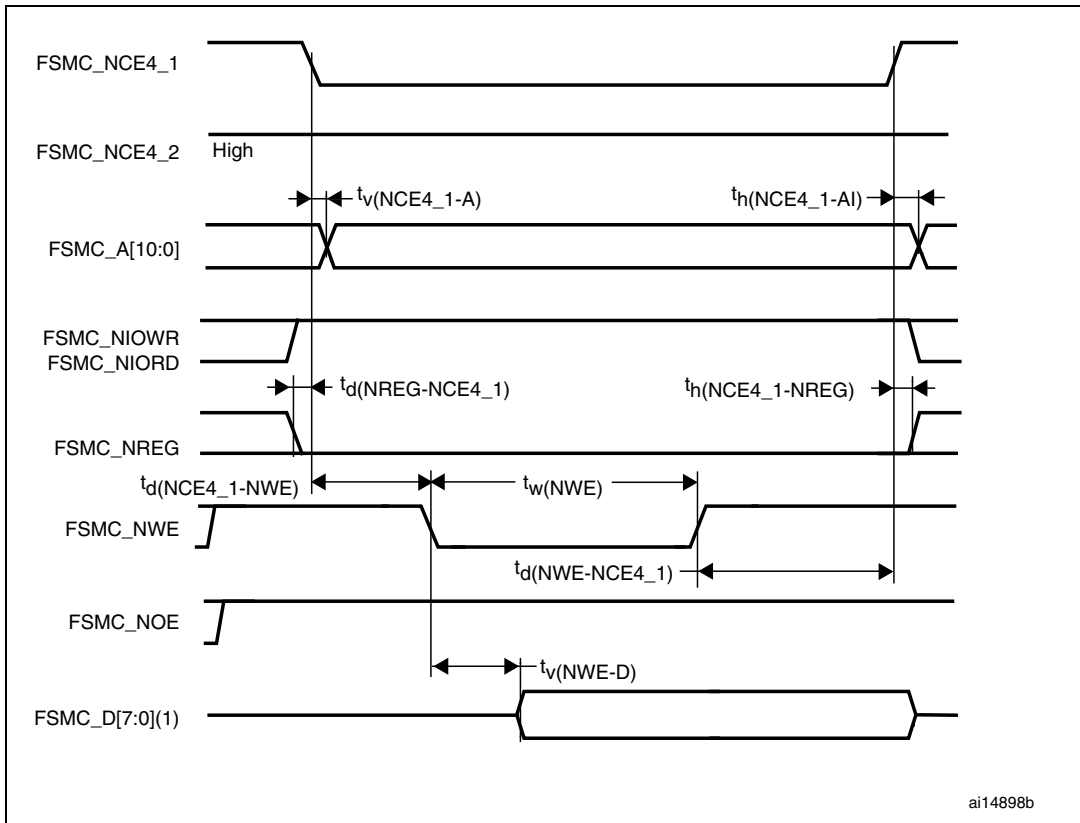 FSMC_NCE4_1
FSMC_NCE4_2
High
tv(NCE4_1-A)
th(NCE4_1-AI)
FSMC_A[10:0]
FSMC_NIOWR
FSMC_NIORD
td(NREG-NCE4_1)
th(NCE4_1-NREG)
FSMC_NREG
td(NCE4_1-NWE)
tw(NWE)
FSMC_NWE
td(NWE-NCE4_1)
FSMC_NOE
tv(NWE-D)
FSMC_D[7:0](1)
ai14898b